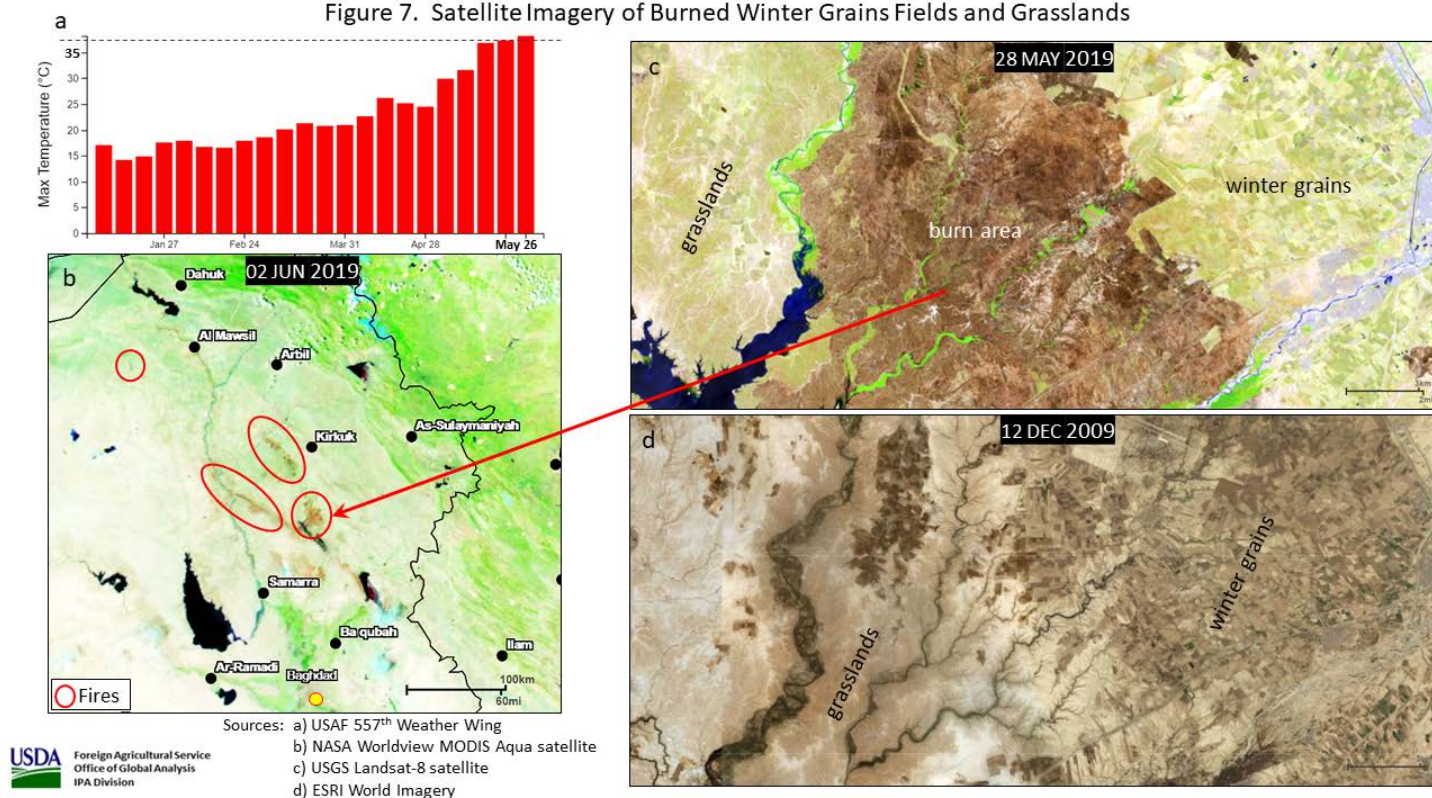 Figure 7. Satellite Imagery of Burned Winter Grains Fields and Grasslands
a
Max Temperature (°C)
35
30
25
20
15
10
5
0
Jan 27
Feb 24
Mar 31
Apr 28
May 26
b
02 JUN 2019
Dahuk
Al Mawsil
Arbil
As-Sulaymaniyah
Kirkuk
Samarra
Ba qubah
Ilam
Ar-Ramadi
Baghdad
100km
60mi
Fires
c
28 MAY 2019
grasslands
burn area
winter grains
3km
2mi
d
12 DEC 2009
grasslands
winter grains
Sources: a) USAF 557th Weather Wing
b) NASA Worldview MODIS Aqua satellite
c) USGS Landsat-8 satellite
d) ESRI World Imagery
USDA
Foreign Agricultural Service
Office of Global Analysis
IPA Division